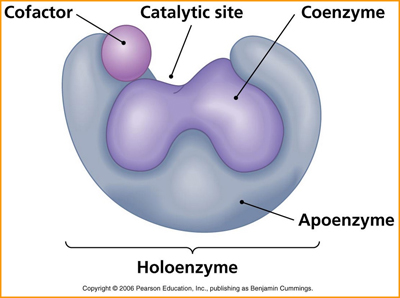 Cofactor
Catalytic site
Coenzyme
Apoenzyme
Holoenzyme
Copyright © 2006 Pearson Education, Inc., publishing as Benjamin Cummings.